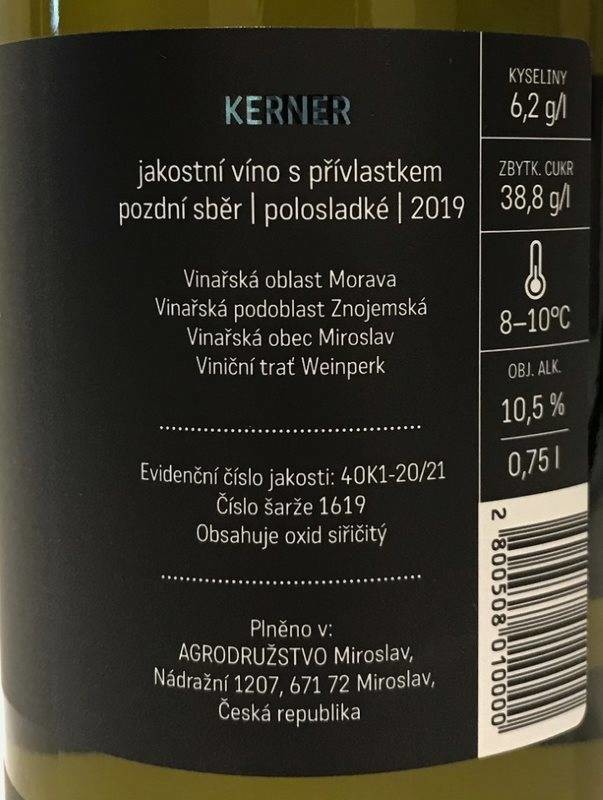 KERNER
jakostní víno s přívlastkem
pozdní sběr | polosladké | 2019
Vinařská oblast Morava
Vinařská podoblast Znojemská
Vinařská obec Miroslav
Viniční trať Weinperk
Evidenční číslo jakosti: 40K1-20/21
Číslo šarže 1619
Obsahuje oxid siřičitý
Plněno v:
AGRODRUŽSTVO Miroslav,
Nádražní 1207, 671 72 Miroslav,
Česká republika
KYSELINY
6,2 g/l
ZBYTK. CUKR
38,8 g/l
8–10°C
OBJ. ALK.
10,5 %
0,75 l
2 800508 010000